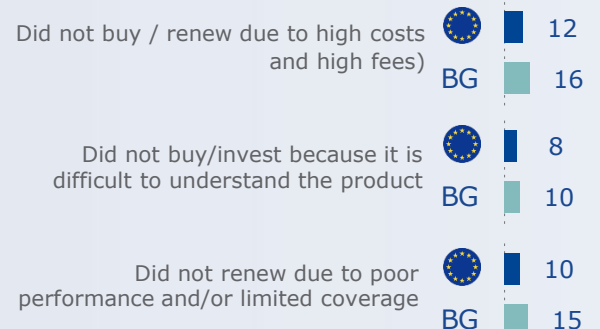 Did not buy / renew due to high costs
and high fees)
12
BG 16
Did not buy/invest because it is
difficult to understand the product
8
BG 10
Did not renew due to poor
performance and/or limited coverage
10
BG 15